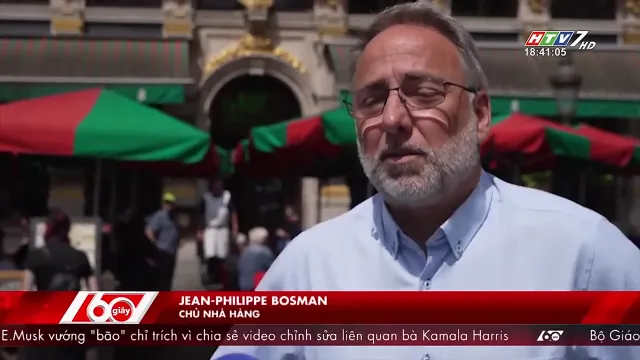 HTV7 HD
18:41:05
60 giây
JEAN-PHILIPPE BOSMAN
CHỦ NHÀ HÀNG
E.Musk vướng "bão" chỉ trích vì chia sẻ video chỉnh sửa liên quan bà Kamala Harris 60 Bộ Giáo